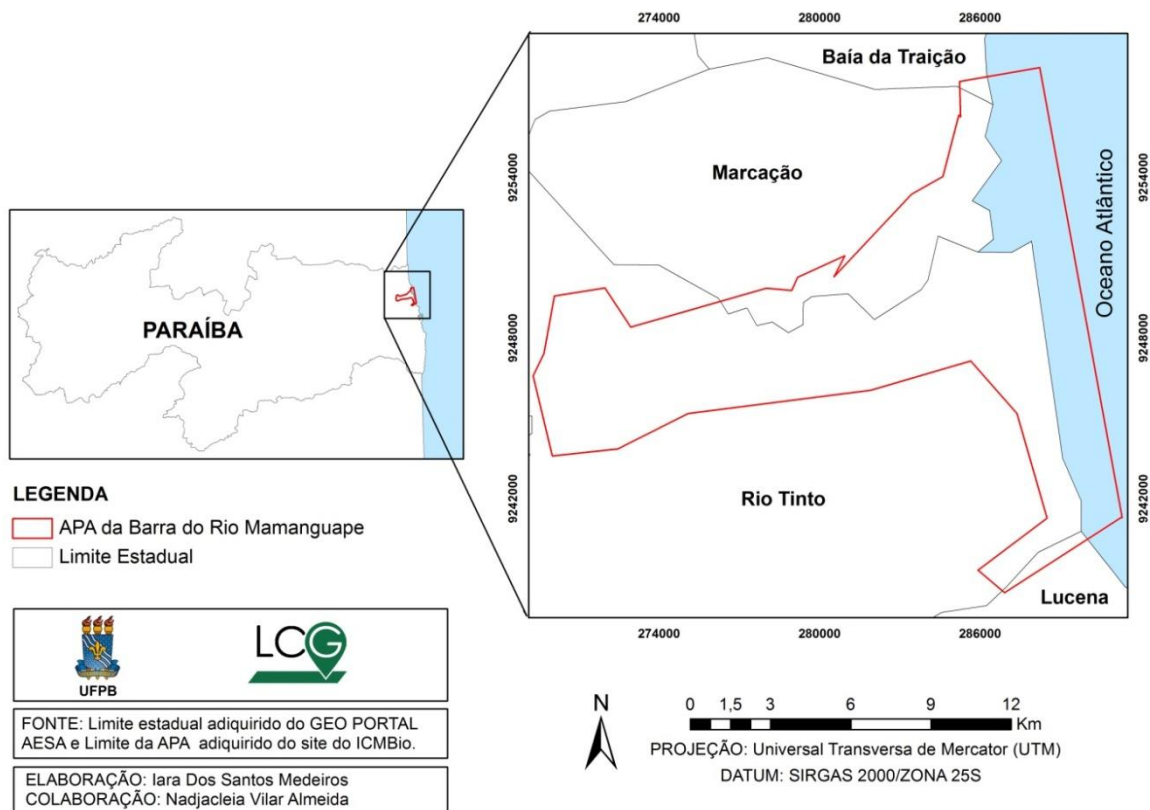 274000 280000 286000
Baía da Traição
Marcação
Oceano Atlântico
9254000
9254000
PARAÍBA
9248000
9248000
Rio Tinto
9242000
9242000
Lucena
274000 280000 286000
LEGENDA
APA da Barra do Rio Mamanguape
Limite Estadual
UFPB
LCG
FONTE: Limite estadual adiquirido do GEO PORTAL
AESA e Limite da APA adiquirido do site do ICMBio.
ELABORAÇÃO: Iara Dos Santos Medeiros
COLABORAÇÃO: Nadjacleia Vilar Almeida
N
0 1,5 3 6 9 12
Km
PROJEÇÃO: Universal Transversa de Mercator (UTM)
DATUM: SIRGAS 2000/ZONA 25S